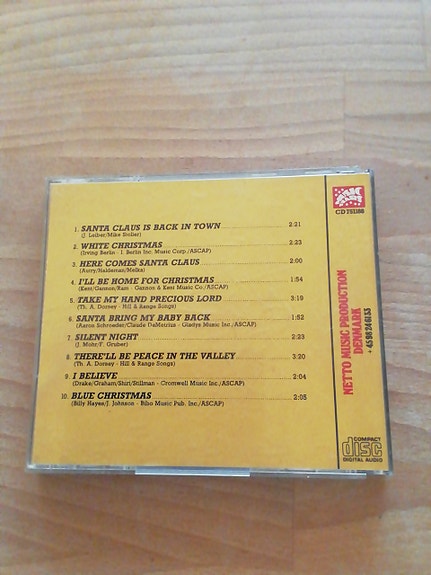 1. SANTA CLAUS IS BACK IN TOWN 2:21
(J. Leiber/Mike Stoller)
2. WHITE CHRISTMAS 2:23
(Irving Berlin - I. Berlin Inc. Music Corp./ASCAP)
3. HERE COMES SANTA CLAUS 2:00
(Autry/Haldeman/Melka)
4. I'LL BE HOME FOR CHRISTMAS 1:54
(Kent/Gannon/Ram - Gannon & Kent Music Co./ASCAP)
5. TAKE MY HAND PRECIOUS LORD 3:19
(Th. A. Dorsey - Hill & Range Songs)
6. SANTA BRING MY BABY BACK 1:52
(Aaron Schroeder/Claude DeMetrius - Gladys Music Inc./ASCAP)
7. SILENT NIGHT 2:23
(J. Mohr/F. Gruber)
8. THERE'LL BE PEACE IN THE VALLEY 3:20
(Th. A. Dorsey - Hill & Range Songs)
9. I BELIEVE 2:04
(Drake/Graham/Shirl/Stillman - Cromwell Music Inc./ASCAP)
10. BLUE CHRISTMAS 2:05
(Billy Hayes/J. Johnson - Bibo Music Pub. Inc./ASCAP)
NETTO MUSIC PRODUCTION
DENMARK
+45 98 24 61 53
COMPACT
disc
DIGITAL AUDIO